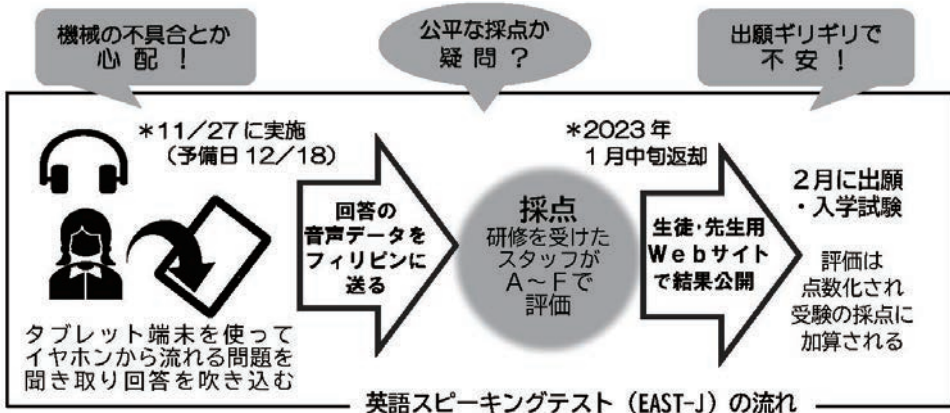 機械の不具合とか
心配！
公平な採点か
疑問？
出願ギリギリで
不安！
＊11／27に実施
（予備日12／18）
タブレット端末を使って
イヤホンから流れる問題を
聞き取り回答を吹き込む
回答の
音声データを
フィリピンに
送る
採点
研修を受けた
スタッフが
A～Fで
評価
＊2023年
1月中旬返却
生徒・先生用
Webサイト
で結果公開
2月に出願
・入学試験
評価は
点数化され
受験の採点に
加算される
英語スピーキングテスト（EAST-J）の流れ